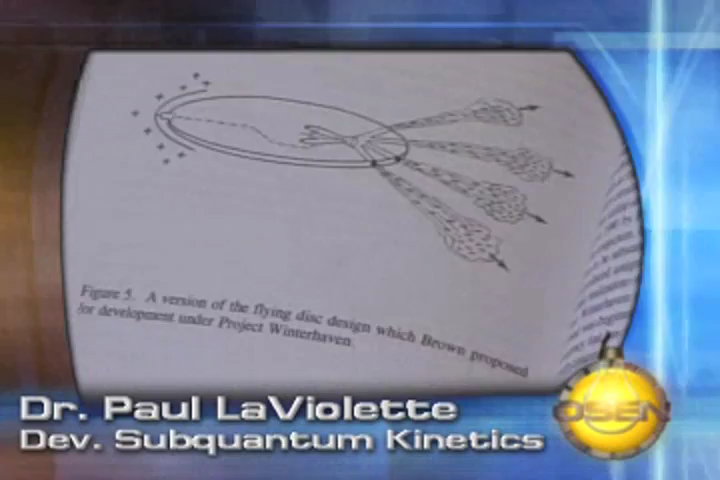 Figure 5. A version of the flying disc design which Brown proposed
for development under Project Winterhaven
Dr. Paul LaViolette
Dev. Subquantum Kinetics
OSEN